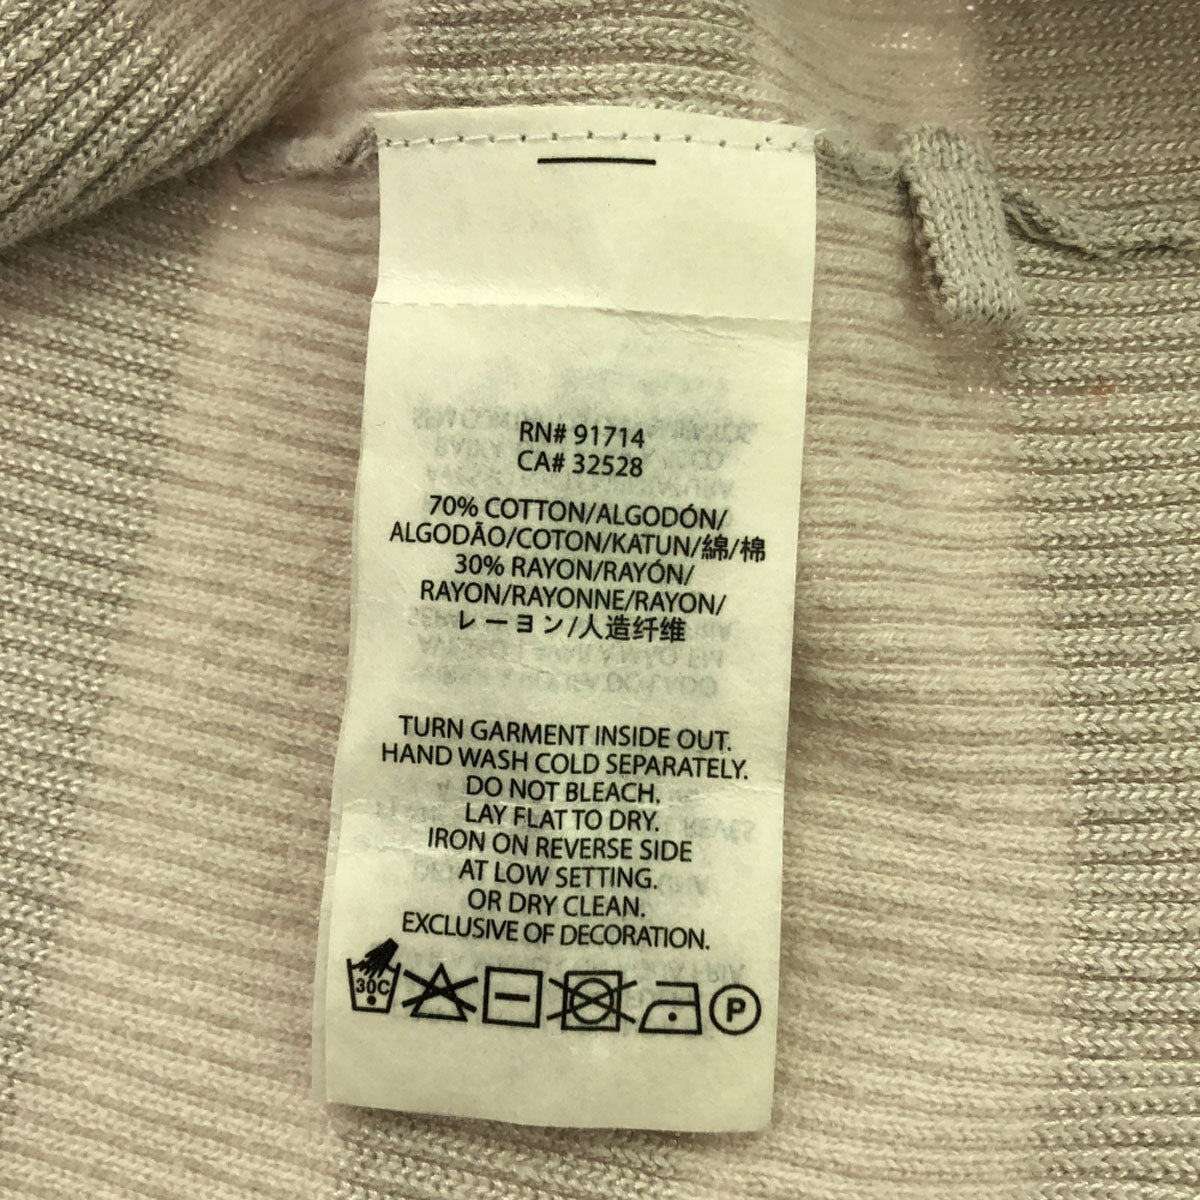 RN# 91714
CA# 32528
70% COTTON/ALGODÓN/
ALGODÃO/COTON/KATUN/綿/棉
30% RAYON/RAYÓN/
RAYON/RAYONNE/RAYON/
レーヨン/人造纤维
TURN GARMENT INSIDE OUT.
HAND WASH COLD SEPARATELY.
DO NOT BLEACH.
LAY FLAT TO DRY.
IRON ON REVERSE SIDE
AT LOW SETTING.
OR DRY CLEAN.
EXCLUSIVE OF DECORATION.
30C P